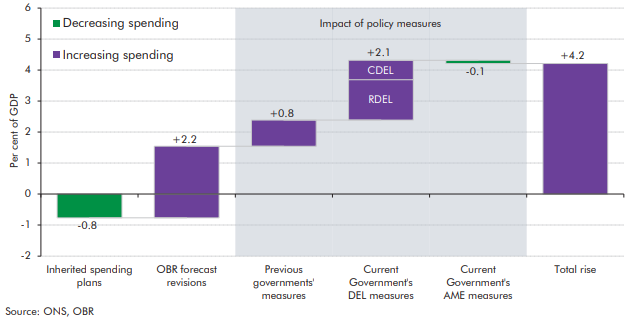 6
5
4
3
2
1
0
-1
-2
Per cent of GDP
Decreasing spending
Increasing spending
Impact of policy measures
-0.8
+2.2
+0.8
+2.1
CDEL
RDEL
-0.1
+4.2
Inherited spending
plans
OBR forecast
revisions
Previous
governments'
measures
Current
Government's
DEL measures
Current
Government's
AME measures
Total rise
Source: ONS, OBR